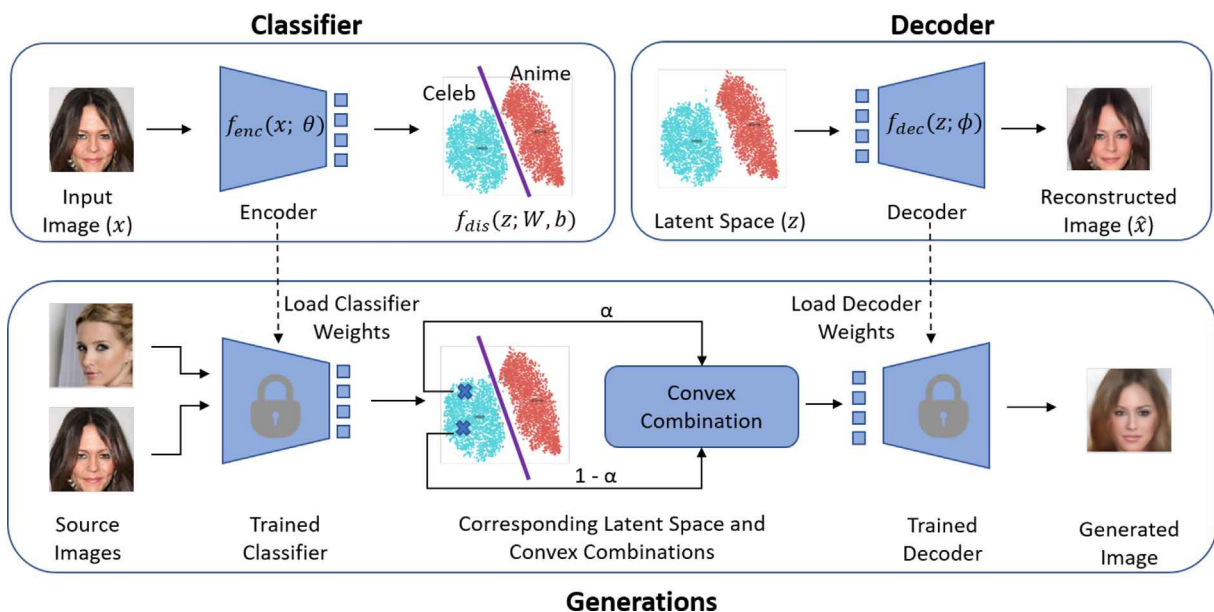 Classifier
Decoder
Celeb
Anime
f_enc(x; θ)
f_dec(z; ϕ)
Input
Image (x)
Encoder
f_dis(z; W, b)
Latent Space (z)
Decoder
Reconstructed
Image (x̂)
Load Classifier
Weights
α
Load Decoder
Weights
Convex
Combination
1 - α
Source
Images
Trained
Classifier
Corresponding Latent Space and
Convex Combinations
Trained
Decoder
Generated
Image
Generations